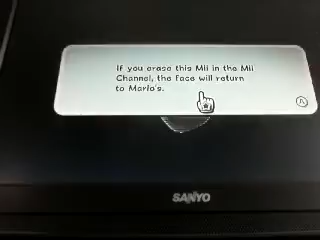 If you erase this Mii in the Mii
Channel, the face will return
to Mario's.
A
SANYO